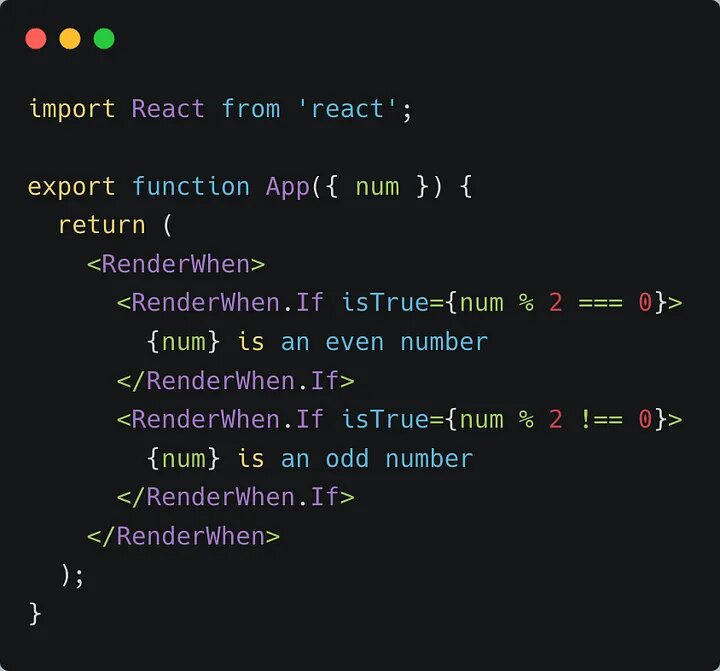 import React from 'react';

export function App({ num }) {
  return (
    <RenderWhen>
      <RenderWhen.If isTrue={num % 2 === 0}>
        {num} is an even number
      </RenderWhen.If>
      <RenderWhen.If isTrue={num % 2 !== 0}>
        {num} is an odd number
      </RenderWhen.If>
    </RenderWhen>
  );
}